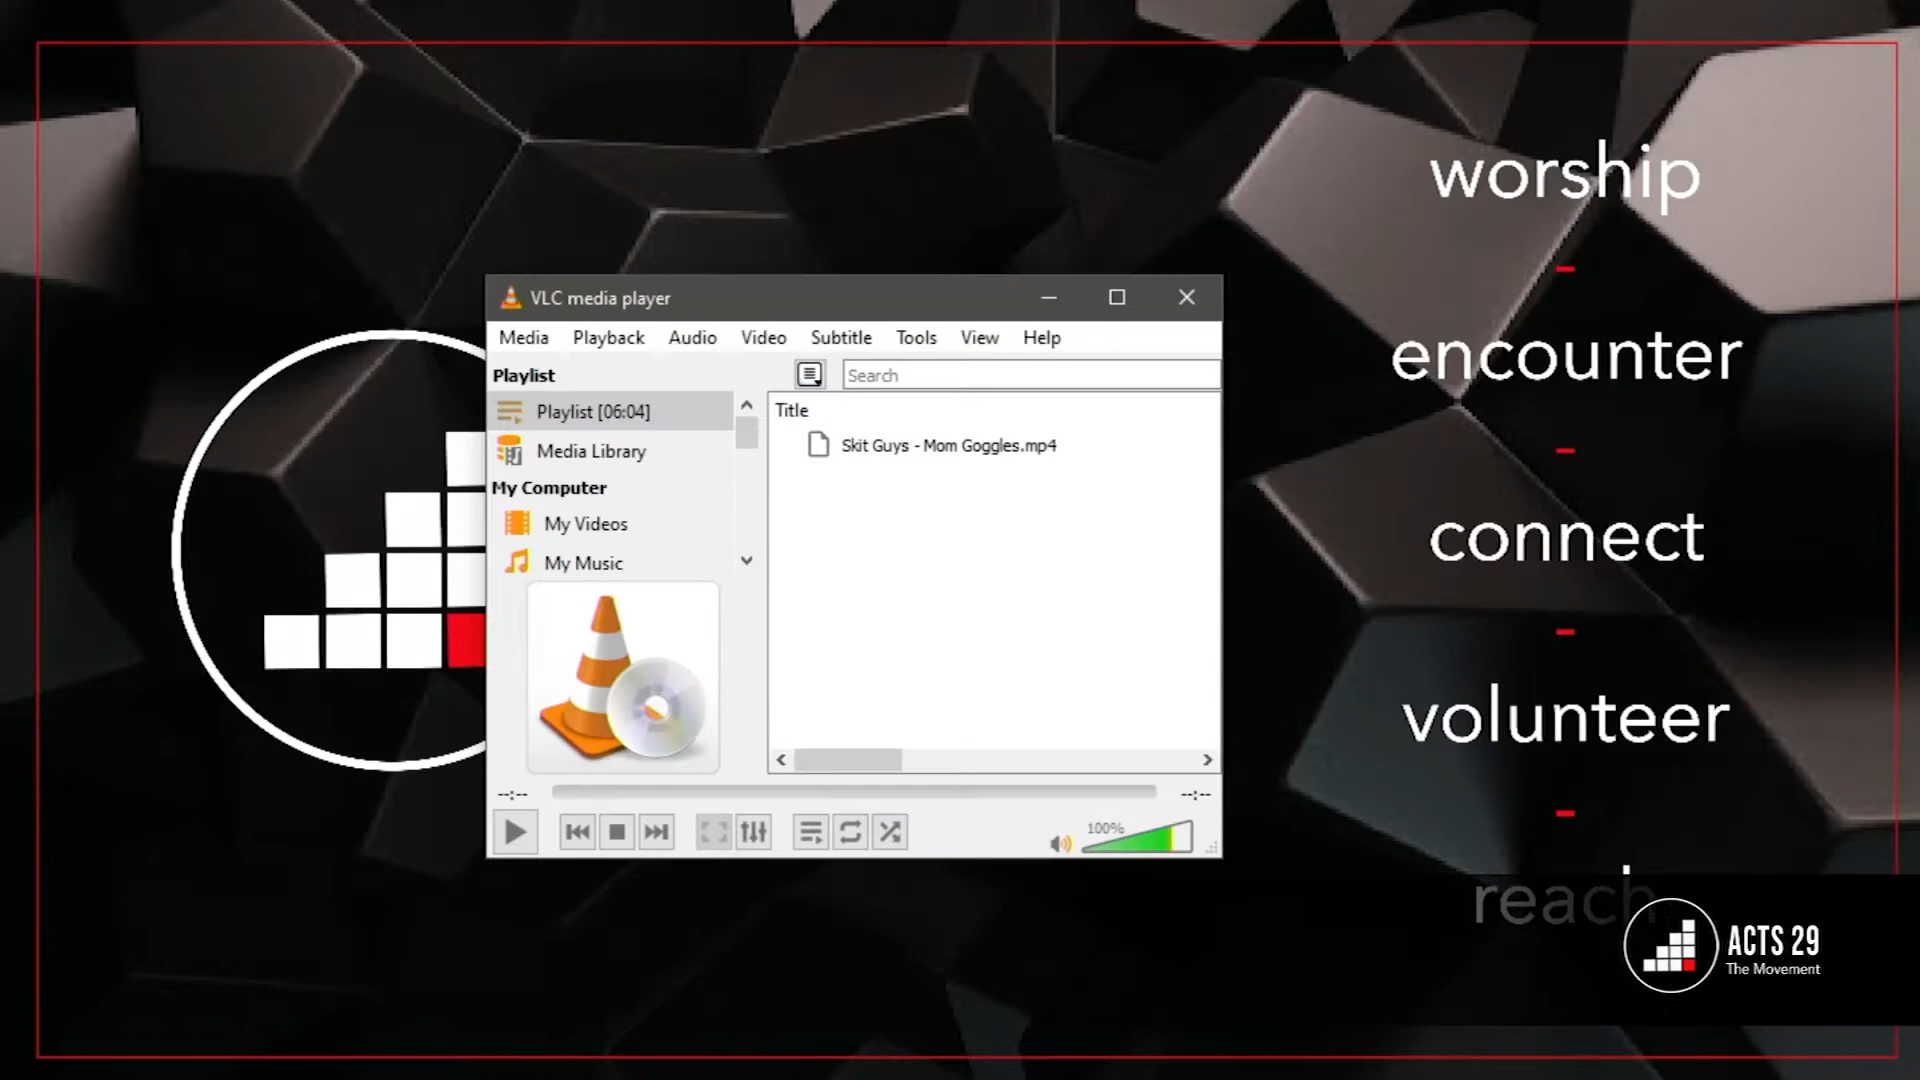 VLC media player
Media Playback Audio Video Subtitle Tools View Help
Playlist
Search
Playlist [06:04]
Media Library
My Computer
My Videos
My Music
Title
Skit Guys - Mom Goggles.mp4
--:--
--:--
100%
worship
-
encounter
-
connect
-
volunteer
-
reach
ACTS 29
The Movement